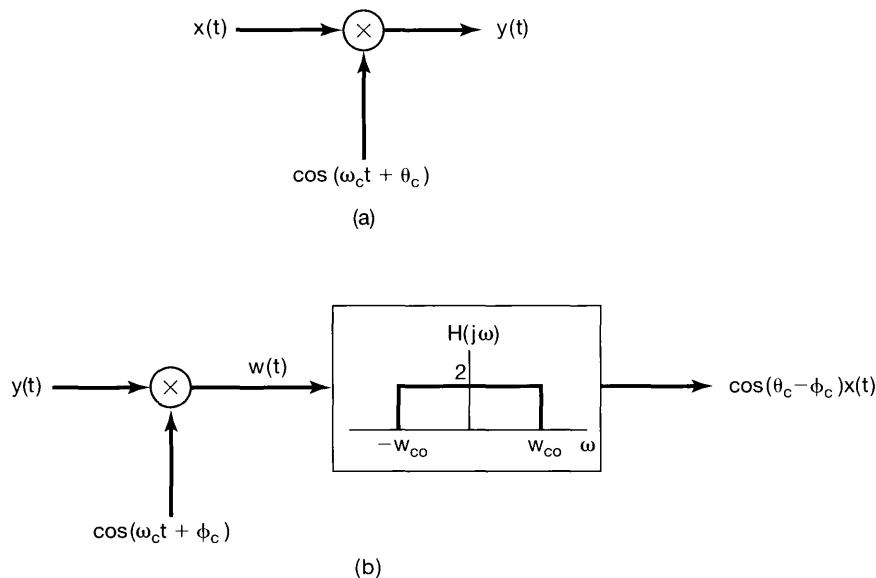 x(t)
×
y(t)
cos (ω_c t + θ_c)
(a)
H(jω)
2
w(t)
y(t)
×
cos(θ_c–ϕ_c)x(t)
–w_co
w_co
ω
cos(ω_c t + ϕ_c)
(b)